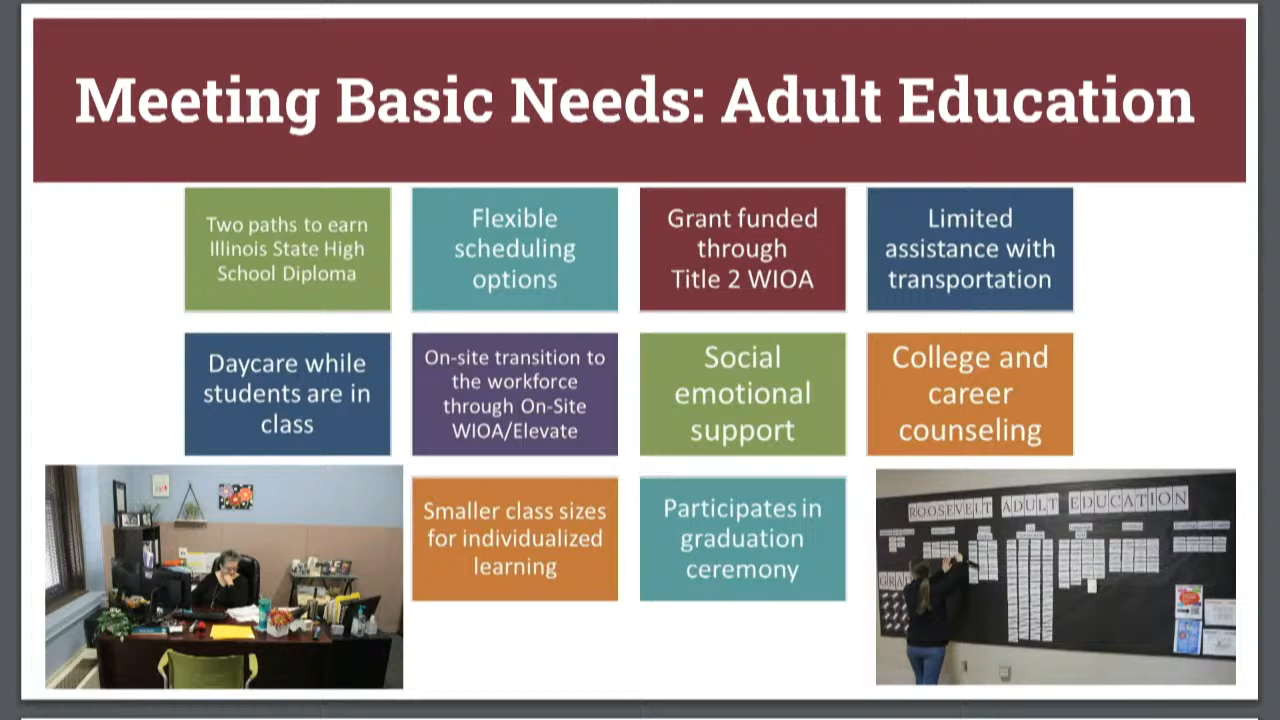 Meeting Basic Needs: Adult Education
Two paths to earn
Illinois State High
School Diploma
Flexible
scheduling
options
Grant funded
through
Title 2 WIOA
Limited
assistance with
transportation
Daycare while
students are in
class
On-site transition to
the workforce
through On-Site
WIOA/Elevate
Social
emotional
support
College and
career
counseling
Smaller class sizes
for individualized
learning
Participates in
graduation
ceremony
ROOSEVELT ADULT EDUCATION